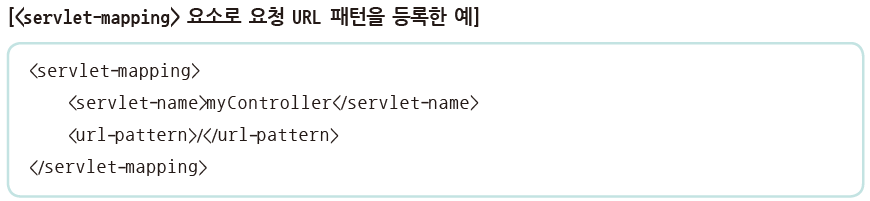 [<servlet-mapping> 요소로 요청 URL 패턴을 등록한 예]
<servlet-mapping>
<servlet-name>myController</servlet-name>
<url-pattern>/</url-pattern>
</servlet-mapping>